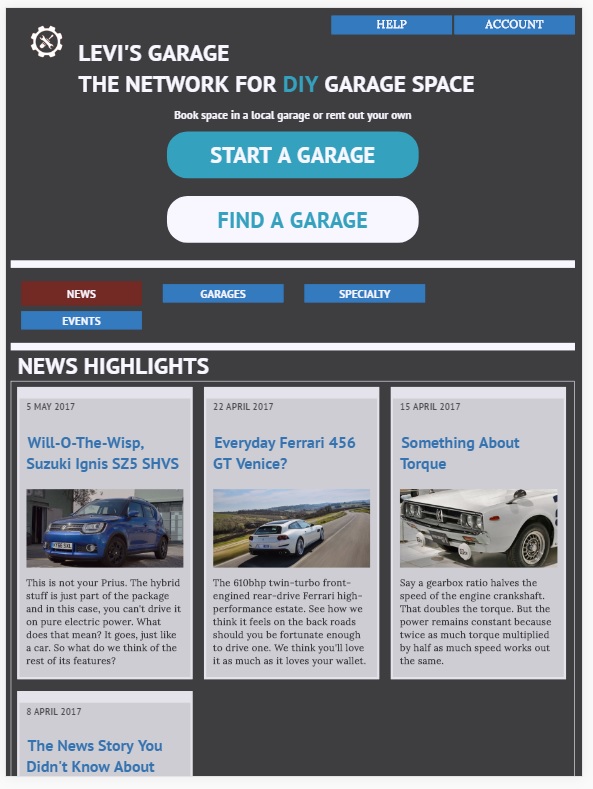 HELP
ACCOUNT
LEVI'S GARAGE
THE NETWORK FOR DIY GARAGE SPACE
Book space in a local garage or rent out your own
START A GARAGE
FIND A GARAGE
NEWS
GARAGES
SPECIALTY
EVENTS
NEWS HIGHLIGHTS
5 MAY 2017
Will-O-The-Wisp,
Suzuki Ignis SZ5 SHVS
This is not your Prius. The hybrid
stuff is just part of the package
and in this case, you can't drive it
on pure electric power. What
does that mean? It goes, just like
a car. So what do we think of the
rest of its features?
22 APRIL 2017
Everyday Ferrari 456
GT Venice?
The 610bhp twin-turbo front-
engined rear-drive Ferrari high-
performance estate. See how we
think it feels on the back roads
should you be fortunate enough
to drive one. We think you'll love
it as much as it loves your wallet.
15 APRIL 2017
Something About
Torque
Say a gearbox ratio halves the
speed of the engine crankshaft.
That doubles the torque. But the
power remains constant because
twice as much torque multiplied
by half as much speed works out
the same.
8 APRIL 2017
The News Story You
Didn't Know About